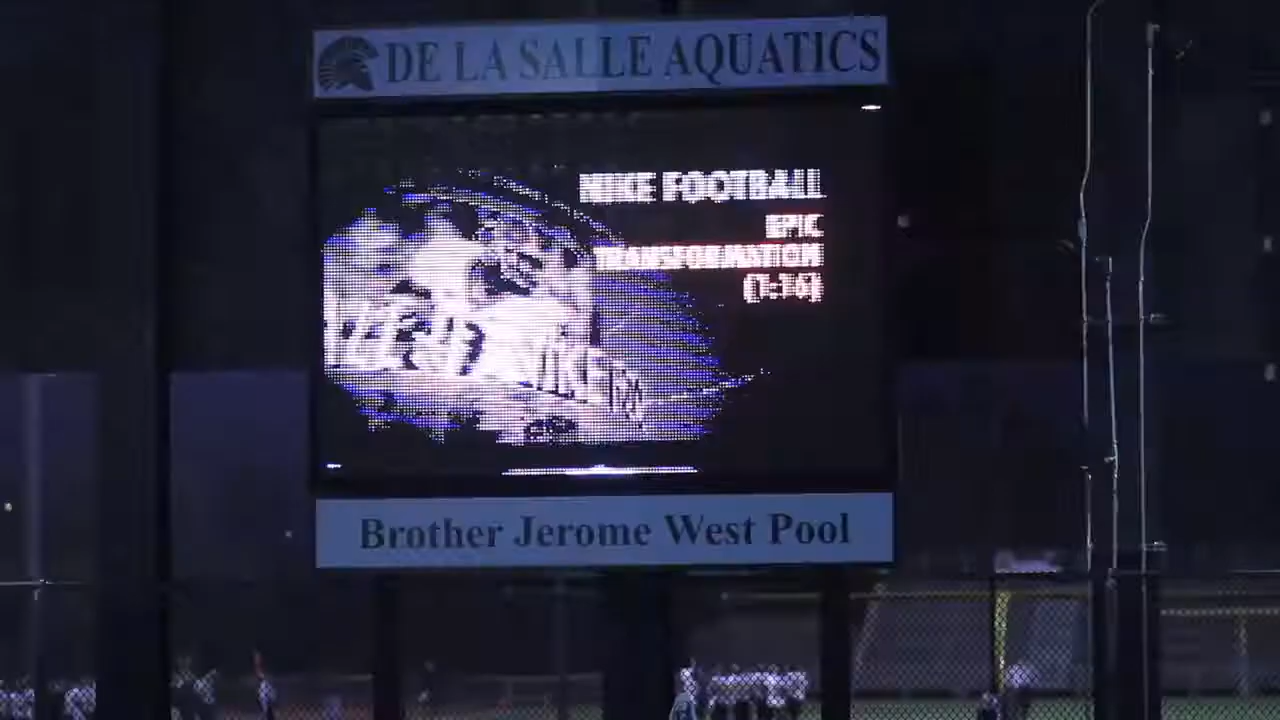 DE LA SALLE AQUATICS
NIKE FOOTBALL
EPIC
TRANSFORMATION
(1:16)
Brother Jerome West Pool